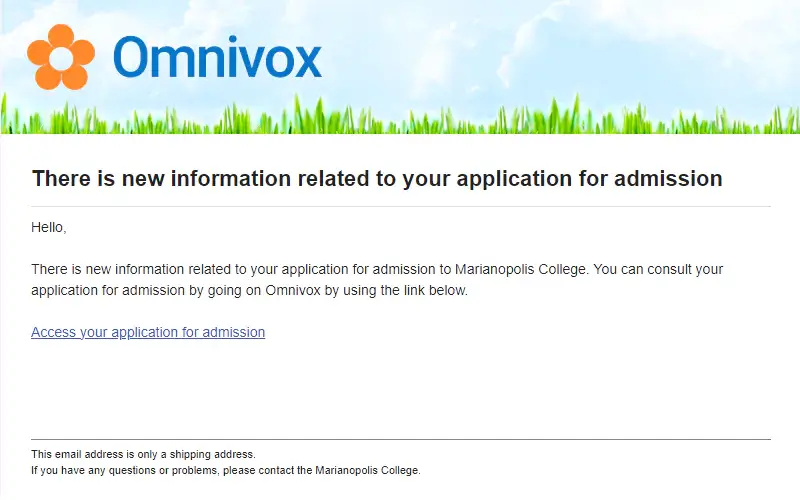 Omnivox
There is new information related to your application for admission
Hello,
There is new information related to your application for admission to Marianopolis College. You can consult your
application for admission by going on Omnivox by using the link below.
Access your application for admission
This email address is only a shipping address.
If you have any questions or problems, please contact the Marianopolis College.